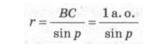 r = BC / sin p = 1 a. o. / sin p